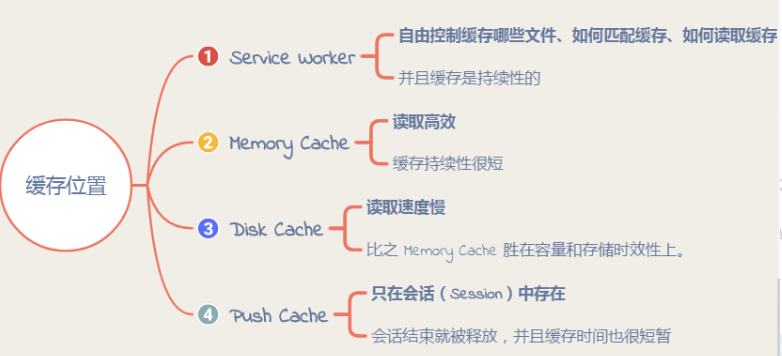 自由控制缓存哪些文件、如何匹配缓存、如何读取缓存
1 Service Worker
并且缓存是持续性的
读取高效
2 Memory Cache
缓存持续性很短
缓存位置
读取速度慢
3 Disk Cache
比之 Memory Cache 胜在容量和存储时效性上。
只在会话（Session）中存在
4 Push Cache
会话结束就被释放，并且缓存时间也很短暂